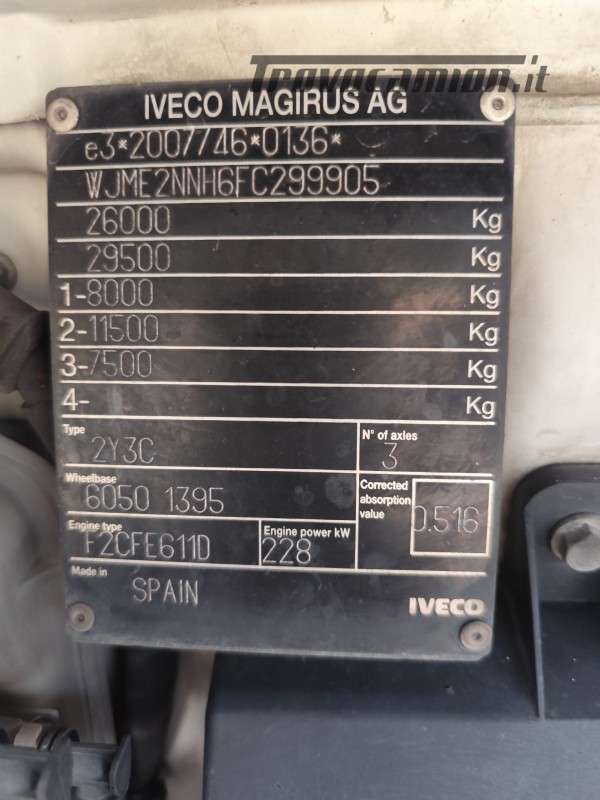 Trovacamion.it
IVECO MAGIRUS AG
e3*2007/46*0136*
WJME2NNH6FC299905
26000 Kg
29500 Kg
1-8000 Kg
2-11500 Kg
3-7500 Kg
4- Kg
Type 2Y3C N° of axles 3
Wheelbase 6050 1395 Corrected absorption value 0.516
Engine type F2CFE611D Engine power kW 228
Made in SPAIN IVECO